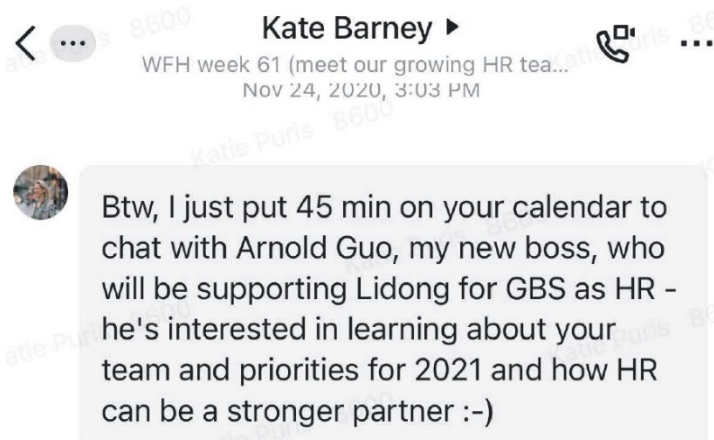 Kate Barney
WFH week 61 (meet our growing HR tea...
Nov 24, 2020, 3:03 PM
Katie Puris 8600
Btw, I just put 45 min on your calendar to
chat with Arnold Guo, my new boss, who
will be supporting Lidong for GBS as HR -
he's interested in learning about your
team and priorities for 2021 and how HR
can be a stronger partner :-)